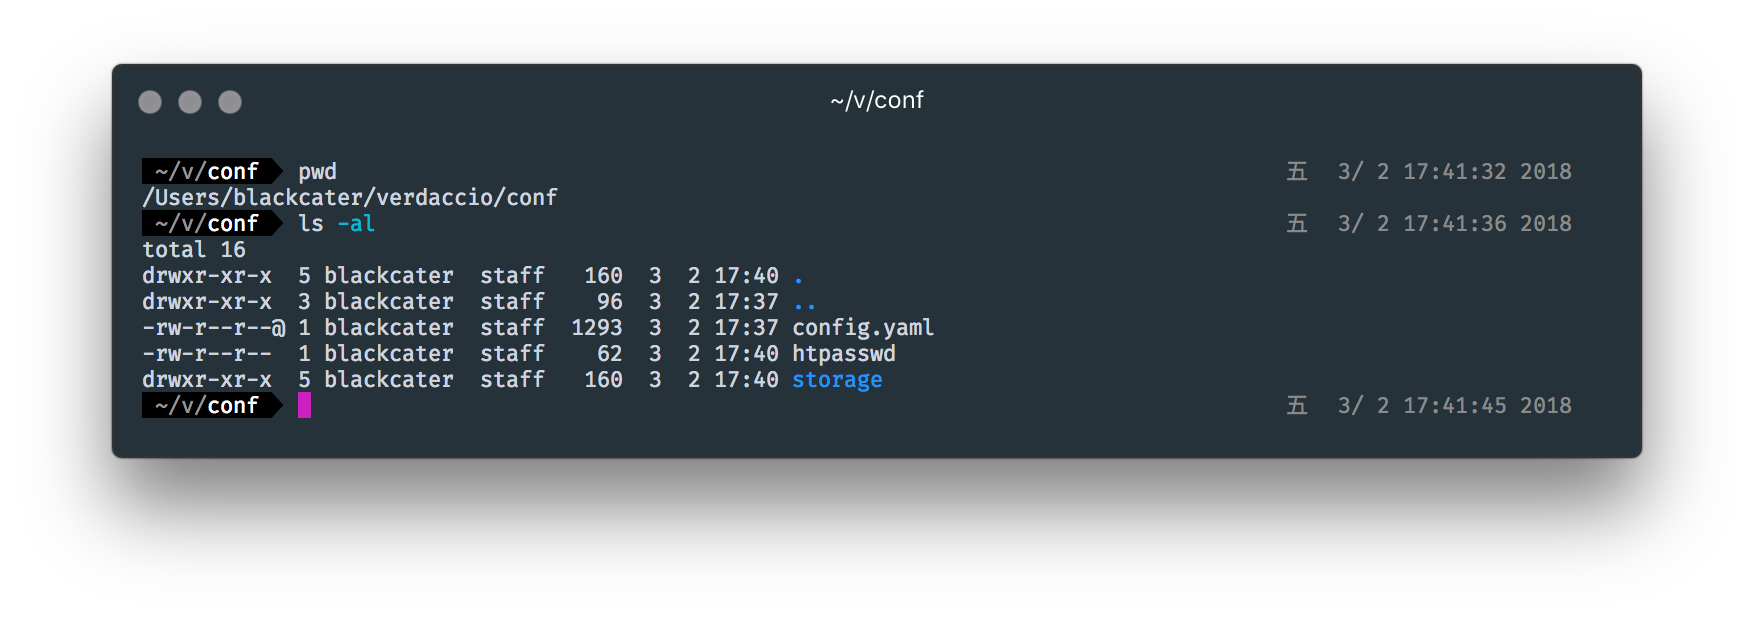 ~/v/conf
~/v/conf pwd 五 3/ 2 17:41:32 2018
/Users/blackcater/verdaccio/conf
~/v/conf ls -al 五 3/ 2 17:41:36 2018
total 16
drwxr-xr-x  5 blackcater  staff   160  3  2 17:40 .
drwxr-xr-x  3 blackcater  staff    96  3  2 17:37 ..
-rw-r--r--@ 1 blackcater  staff  1293  3  2 17:37 config.yaml
-rw-r--r--  1 blackcater  staff    62  3  2 17:40 htpasswd
drwxr-xr-x  5 blackcater  staff   160  3  2 17:40 storage
~/v/conf 五 3/ 2 17:41:45 2018